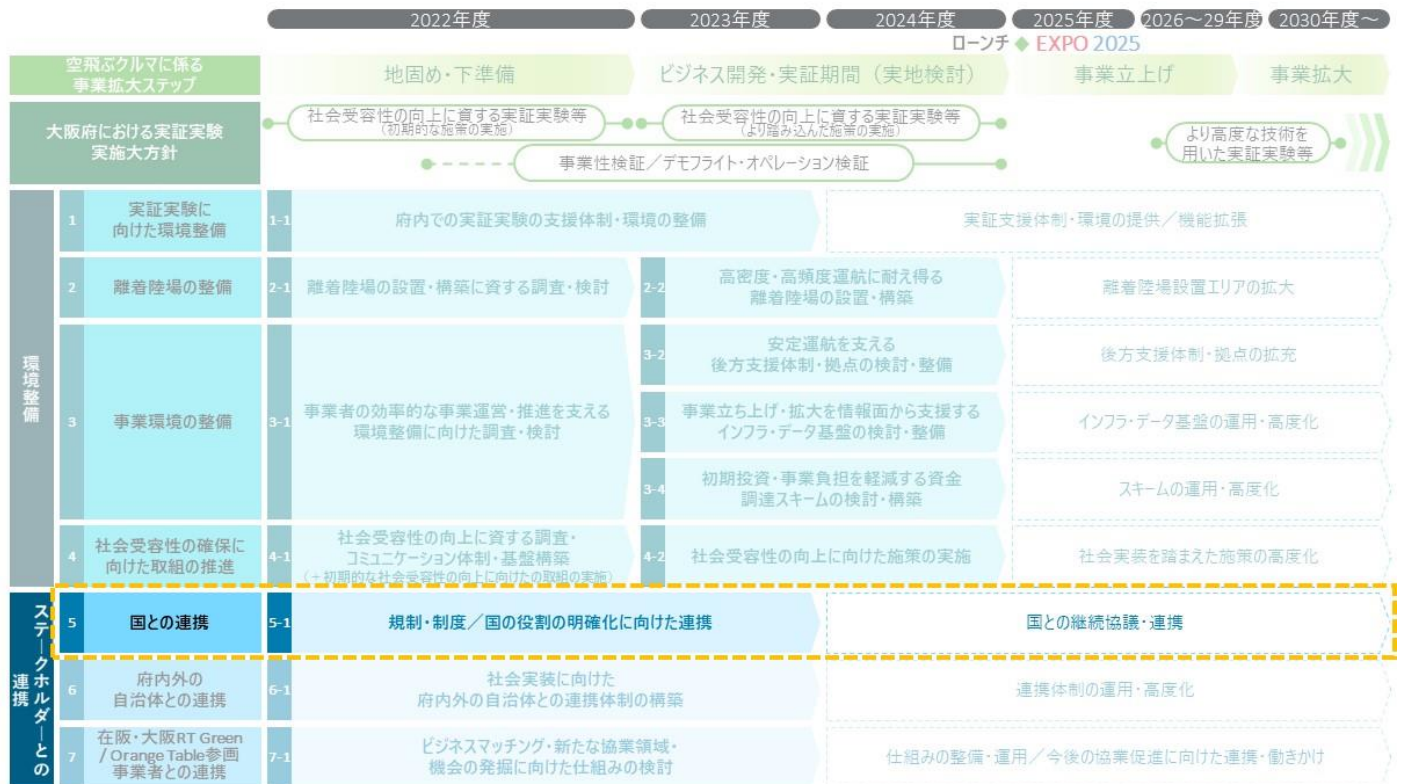 2022年度
2023年度
2024年度
2025年度
2026～29年度
2030年度～
ローンチ◆EXPO 2025
空飛ぶクルマに係る
事業拡大ステップ
地固め・下準備
ビジネス開発・実証期間（実地検討）
事業立上げ
事業拡大
大阪府における実証実験
実施大方針
社会受容性の向上に資する実証実験等
（初期的な施策の実施）
社会受容性の向上に資する実証実験等
（より踏み込んだ施策の実施）
事業性検証／デモフライト・オペレーション検証
より高度な技術を
用いた実証実験等
環境整備
1
実証実験に
向けた環境整備
1-1
府内での実証実験の支援体制・環境の整備
実証支援体制・環境の提供／機能拡張
2
離着陸場の整備
2-1
離着陸場の設置・構築に資する調査・検討
2-2
高密度・高頻度運航に耐え得る
離着陸場の設置・構築
離着陸場設置エリアの拡大
3
事業環境の整備
3-1
事業者の効率的な事業運営・推進を支える
環境整備に向けた調査・検討
3-2
安定運航を支える
後方支援体制・拠点の検討・整備
後方支援体制・拠点の拡充
3-3
事業立ち上げ・拡大を情報面から支援する
インフラ・データ基盤の検討・整備
インフラ・データ基盤の運用・高度化
3-4
初期投資・事業負担を軽減する資金
調達スキームの検討・構築
スキームの運用・高度化
4
社会受容性の確保に
向けた取組の推進
4-1
社会受容性の向上に資する調査・
コミュニケーション体制・基盤構築
（＋初期的な社会受容性の向上に向けたの取組の実施）
4-2
社会受容性の向上に向けた施策の実施
社会実装を踏まえた施策の高度化
ステークホルダーとの
連携
5
国との連携
5-1
規制・制度／国の役割の明確化に向けた連携
国との継続協議・連携
6
府内外の
自治体との連携
6-1
社会実装に向けた
府内外の自治体との連携体制の構築
連携体制の運用・高度化
7
在阪・大阪RT Green
/Orange Table参画
事業者との連携
7-1
ビジネスマッチング・新たな協業領域・
機会の発掘に向けた仕組みの検討
仕組みの整備・運用／今後の協業促進に向けた連携・働きかけ